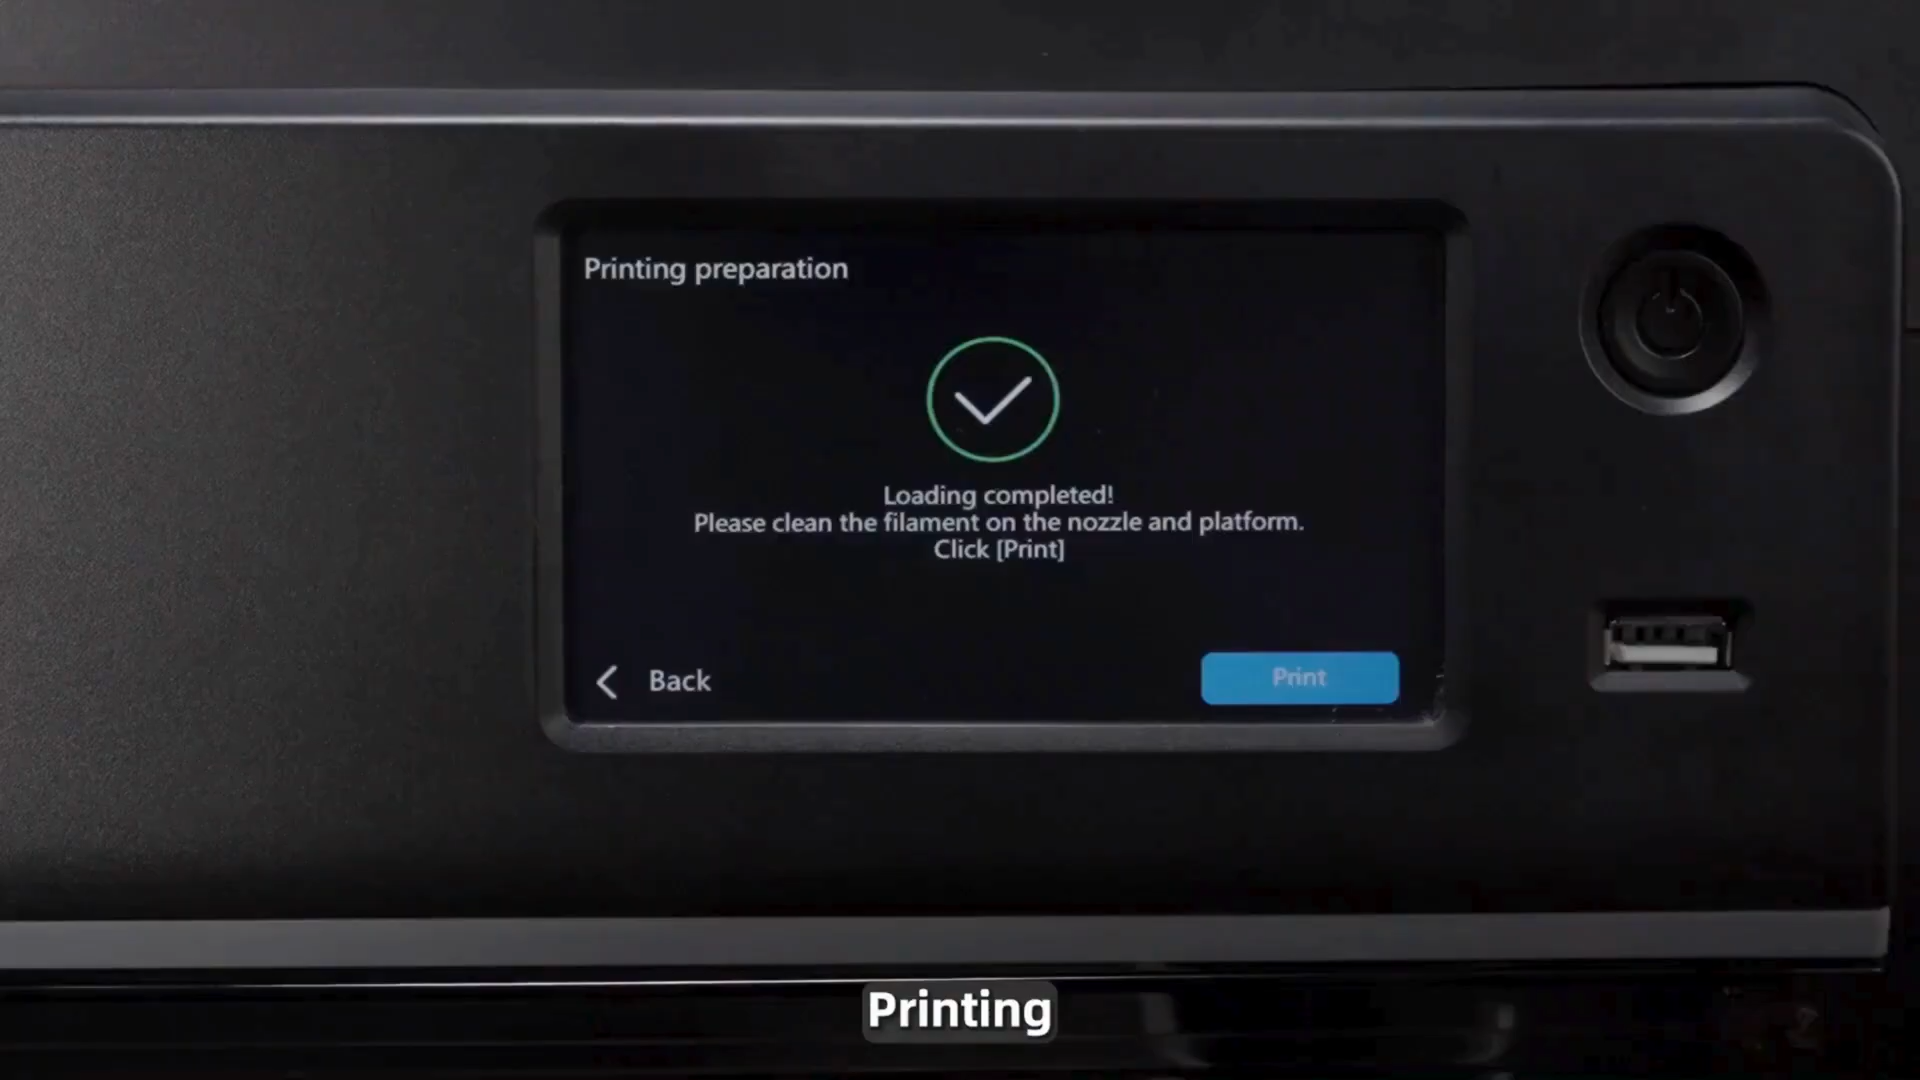 Printing preparation
Loading completed!
Please clean the filament on the nozzle and platform.
Click [Print]
Back
Print
Printing